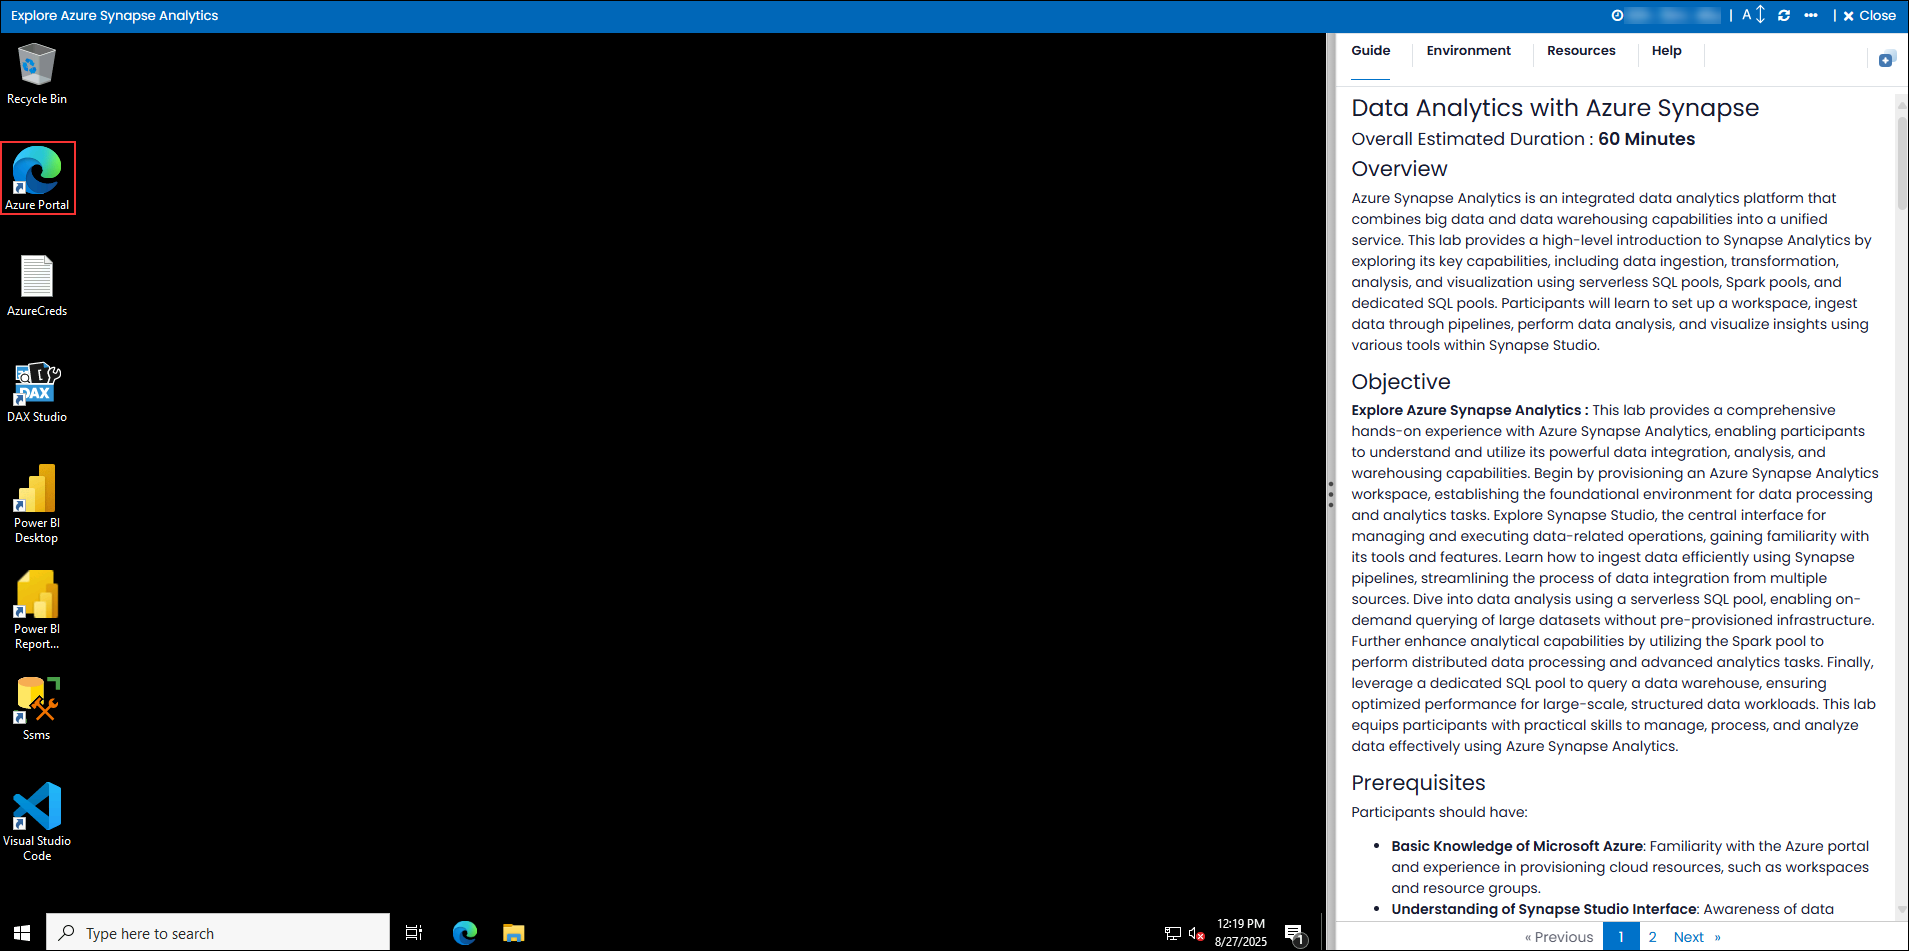 Explore Azure Synapse Analytics
A
Close
Recycle Bin
Azure Portal
AzureCreds
DAX
DAX Studio
Power BI
Desktop
Power BI
Report...
Ssms
Visual Studio
Code
Type here to search
12:19 PM
8/27/2025
1
Guide
Environment
Resources
Help
Data Analytics with Azure Synapse
Overall Estimated Duration : 60 Minutes
Overview
Azure Synapse Analytics is an integrated data analytics platform that
combines big data and data warehousing capabilities into a unified
service. This lab provides a high-level introduction to Synapse Analytics by
exploring its key capabilities, including data ingestion, transformation,
analysis, and visualization using serverless SQL pools, Spark pools, and
dedicated SQL pools. Participants will learn to set up a workspace, ingest
data through pipelines, perform data analysis, and visualize insights using
various tools within Synapse Studio.
Objective
Explore Azure Synapse Analytics : This lab provides a comprehensive
hands-on experience with Azure Synapse Analytics, enabling participants
to understand and utilize its powerful data integration, analysis, and
warehousing capabilities. Begin by provisioning an Azure Synapse Analytics
workspace, establishing the foundational environment for data processing
and analytics tasks. Explore Synapse Studio, the central interface for
managing and executing data-related operations, gaining familiarity with
its tools and features. Learn how to ingest data efficiently using Synapse
pipelines, streamlining the process of data integration from multiple
sources. Dive into data analysis using a serverless SQL pool, enabling on-
demand querying of large datasets without pre-provisioned infrastructure.
Further enhance analytical capabilities by utilizing the Spark pool to
perform distributed data processing and advanced analytics tasks. Finally,
leverage a dedicated SQL pool to query a data warehouse, ensuring
optimized performance for large-scale, structured data workloads. This lab
equips participants with practical skills to manage, process, and analyze
data effectively using Azure Synapse Analytics.
Prerequisites
Participants should have:
• Basic Knowledge of Microsoft Azure: Familiarity with the Azure portal
and experience in provisioning cloud resources, such as workspaces
and resource groups.
• Understanding of Synapse Studio Interface: Awareness of data
« Previous 1 2 Next »